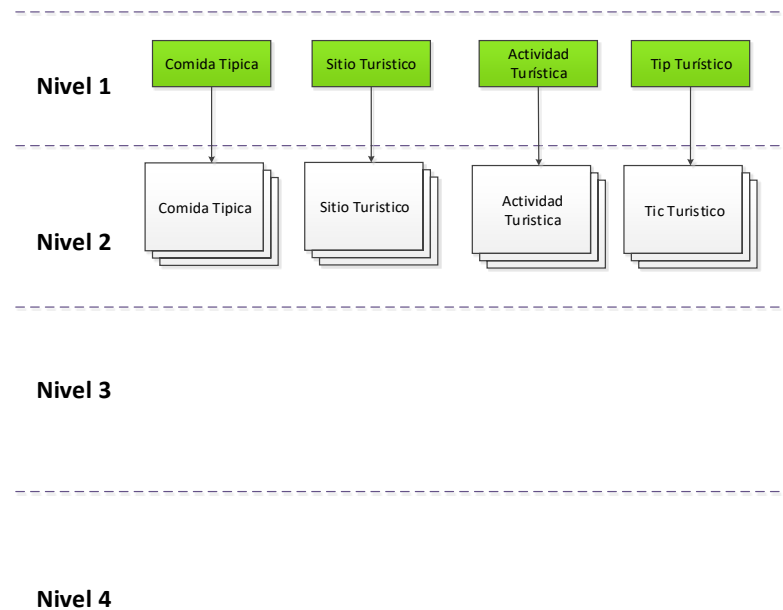 Nivel 1
Comida Tipica
Sitio Turistico
Actividad
Turística
Tip Turístico
Nivel 2
Comida Tipica
Sitio Turistico
Actividad
Turistica
Tic Turistico
Nivel 3
Nivel 4